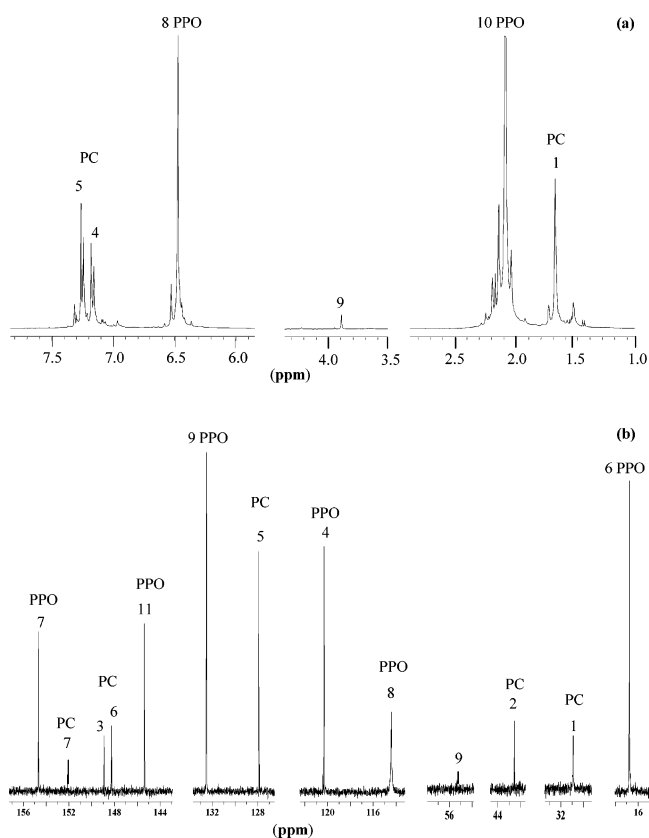 8 PPO
10 PPO
(a)
PC
PC
5
1
4
9
7.5 7.0 6.5 6.0
4.0 3.5
2.5 2.0 1.5 1.0
(ppm)
9 PPO
(b)
6 PPO
PC
5
PPO
4
PPO
7
PPO
11
PC
3 6
PPO
8
PC
2
PC
1
PC
7
9
156 152 148 144
132 128
120 116 112
56
44
32
16
(ppm)